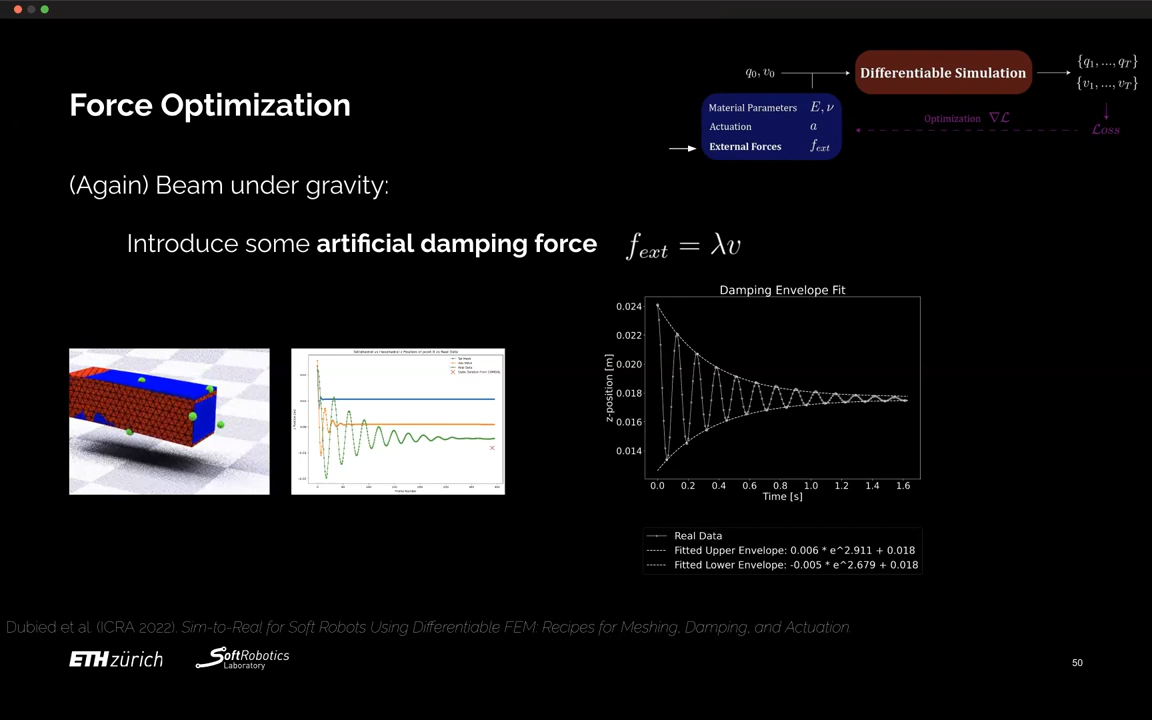 q₀, v₀
Differentiable Simulation
{q₁, ..., q_T}
{v₁, ..., v_T}
Force Optimization
Material Parameters E, ν
Actuation a
External Forces f_ext
Optimization ∇ℒ
ℒoss
(Again) Beam under gravity:
Introduce some artificial damping force f_ext = λv
Damping Envelope Fit
z-position [m]
0.024
0.022
0.020
0.018
0.016
0.014
0.0 0.2 0.4 0.6 0.8 1.0 1.2 1.4 1.6
Time [s]
Real Data
Fitted Upper Envelope: 0.006 * e^2.911 + 0.018
Fitted Lower Envelope: -0.005 * e^2.679 + 0.018
Dubied et al. (ICRA 2022). Sim-to-Real for Soft Robots Using Differentiable FEM: Recipes for Meshing, Damping, and Actuation.
ETH zürich
SoftRobotics
Laboratory
50